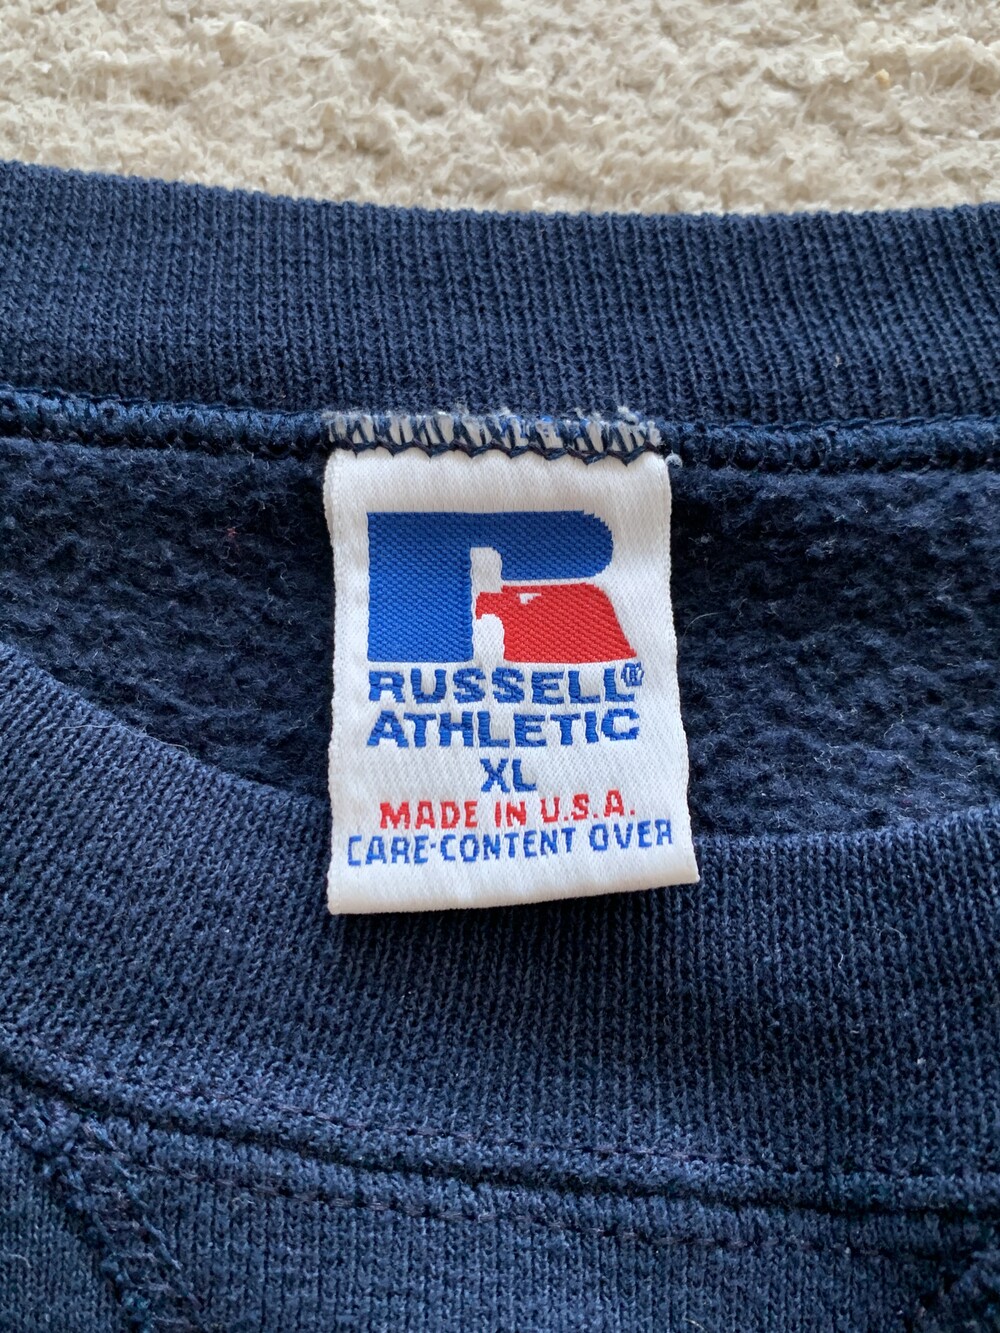 RUSSELL®
ATHLETIC
XL
MADE IN U.S.A.
CARE-CONTENT OVER